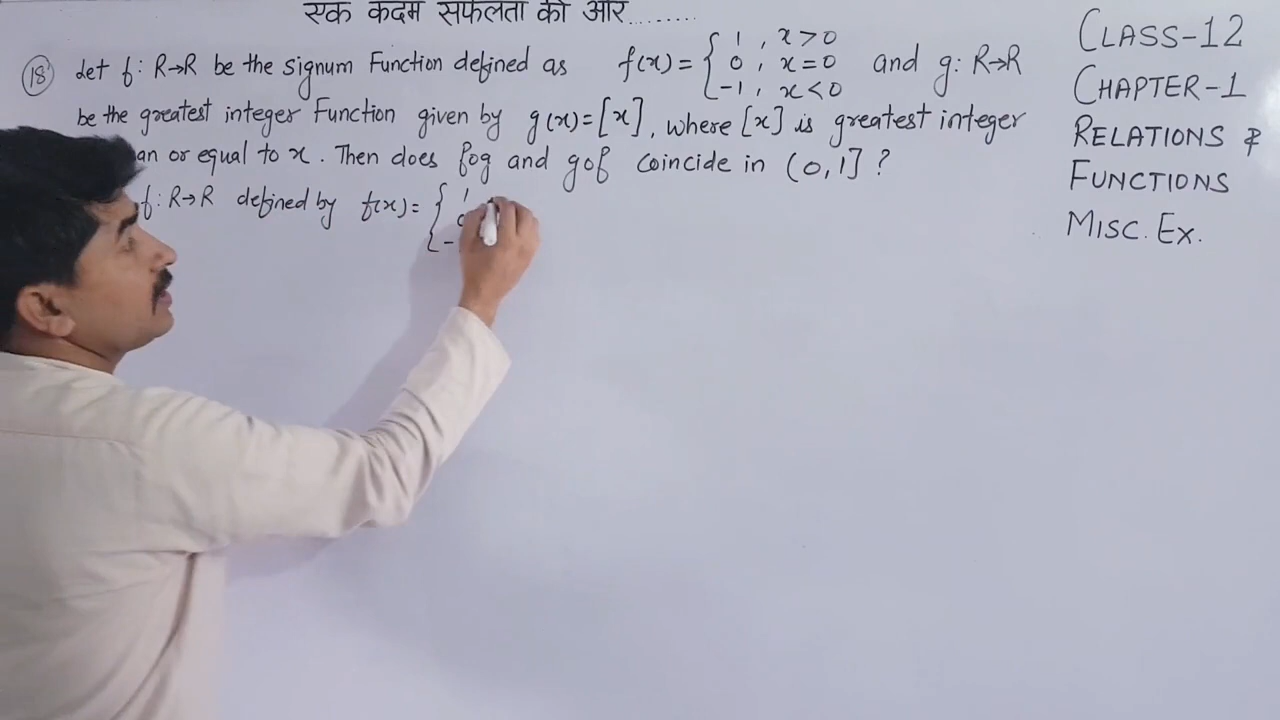 एक कदम सफलता की ओर.........
(18) Let f: R→R be the signum Function defined as f(x) = { 1 , x>0
0 , x=0
-1 , x<0 and g: R→R
be the greatest integer Function given by g(x)=[x], where [x] is greatest integer
an or equal to x. Then does fog and gof coincide in (0,1]?
f: R→R defined by f(x)= { 1
-
CLASS-12
CHAPTER-1
RELATIONS &
FUNCTIONS
MISC. EX.